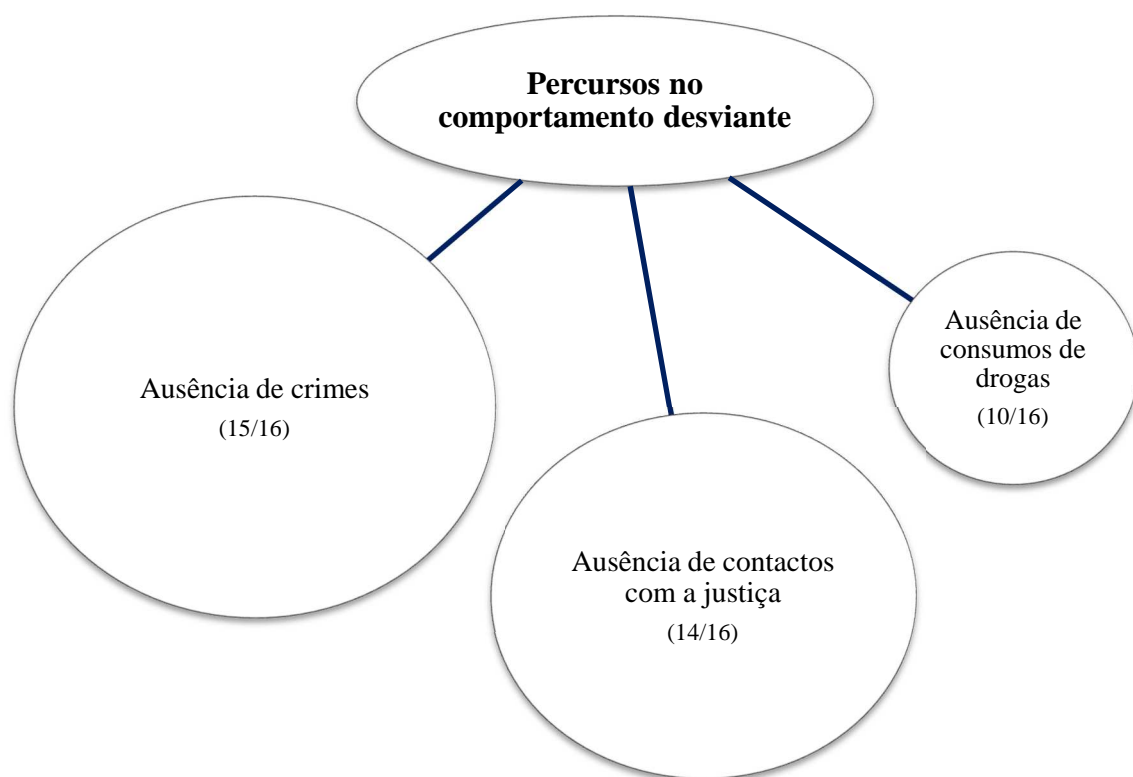 Percursos no
comportamento desviante
Ausência de crimes
(15/16)
Ausência de contactos
com a justiça
(14/16)
Ausência de
consumos de
drogas
(10/16)